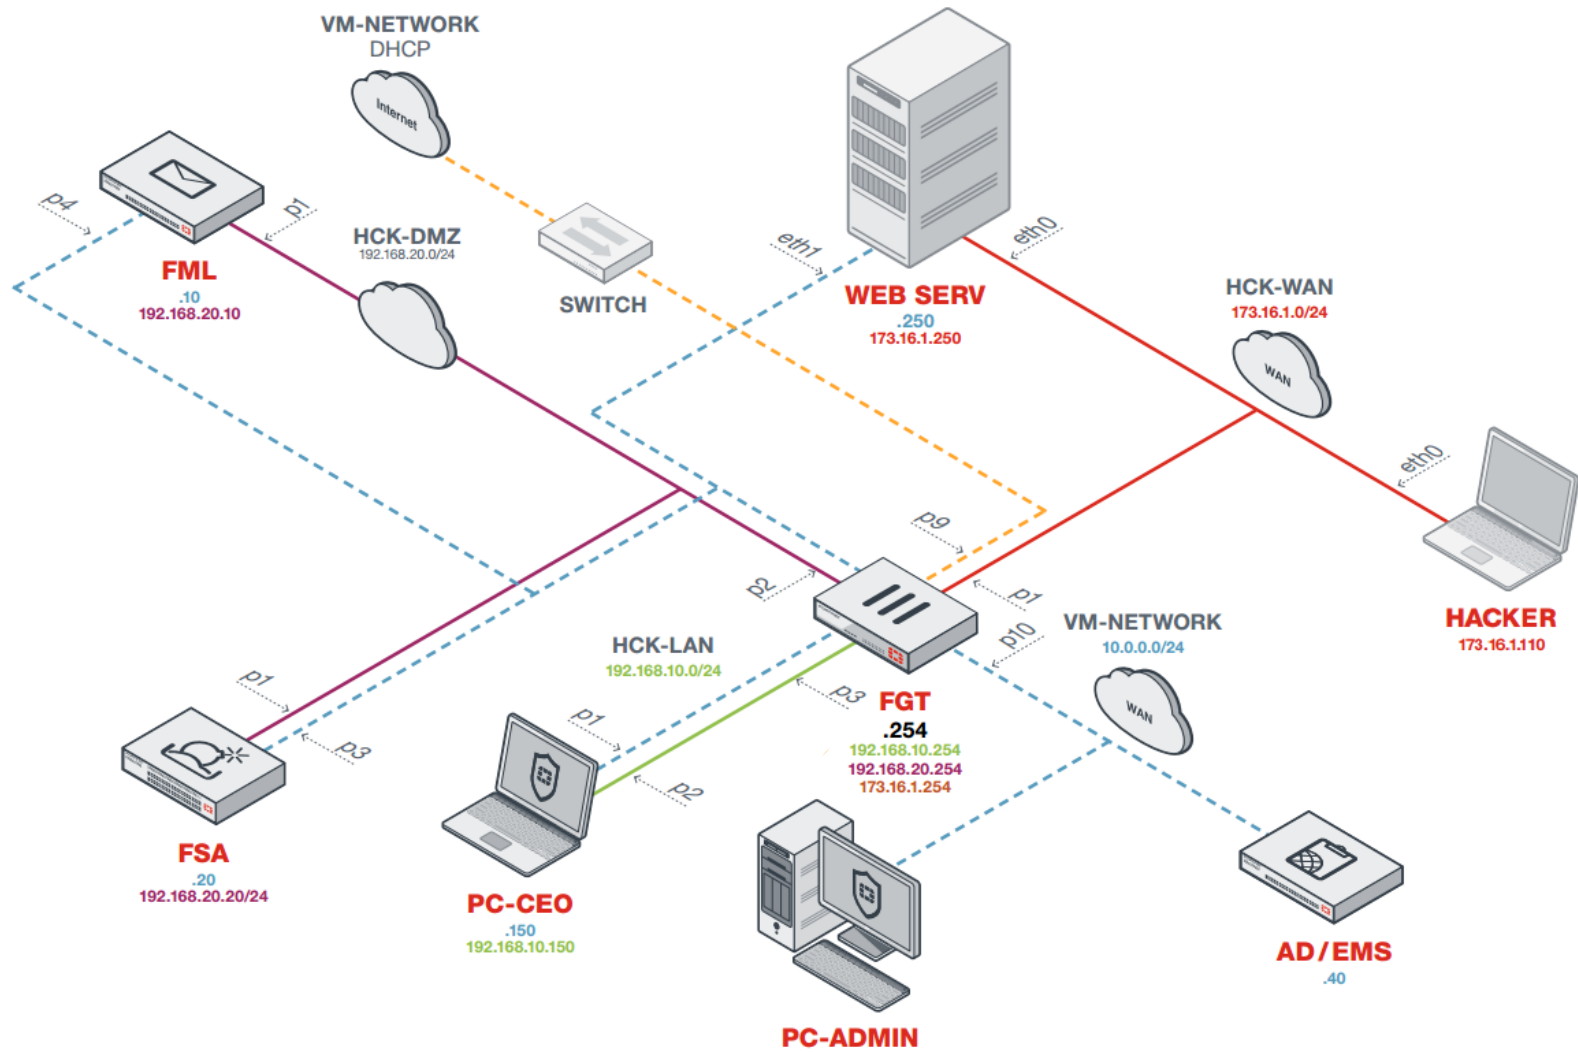 VM-NETWORK
DHCP
Internet
p4
p1
FML
.10
192.168.20.10
HCK-DMZ
192.168.20.0/24
SWITCH
eth1
eth0
WEB SERV
.250
173.16.1.250
HCK-WAN
173.16.1.0/24
WAN
eth0
HACKER
173.16.1.110
p9
p2
p1
p10
VM-NETWORK
10.0.0.0/24
WAN
HCK-LAN
192.168.10.0/24
p3
FGT
.254
192.168.10.254
192.168.20.254
173.16.1.254
p1
p3
FSA
.20
192.168.20.20/24
p1
p2
PC-CEO
.150
192.168.10.150
PC-ADMIN
AD/EMS
.40